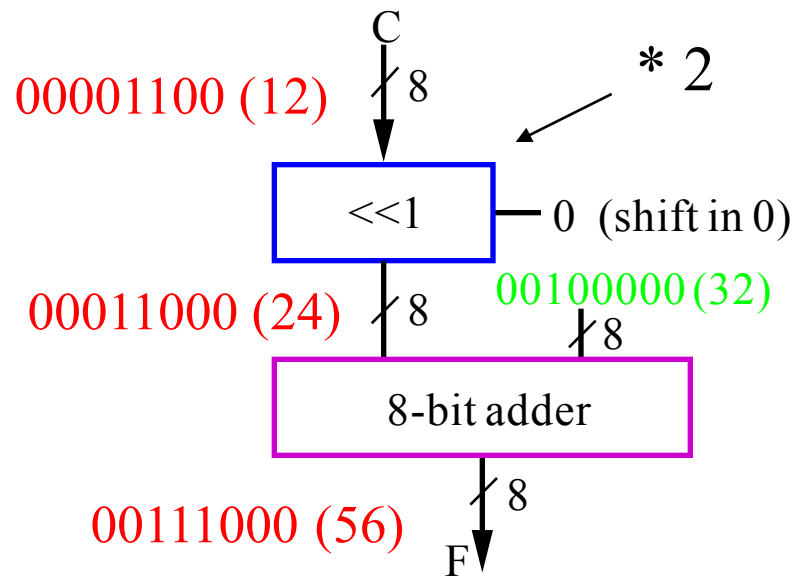 C
* 2
00001100 (12)
8
<<1
0 (shift in 0)
00011000 (24)
8
00100000 (32)
8
8-bit adder
8
00111000 (56)
F